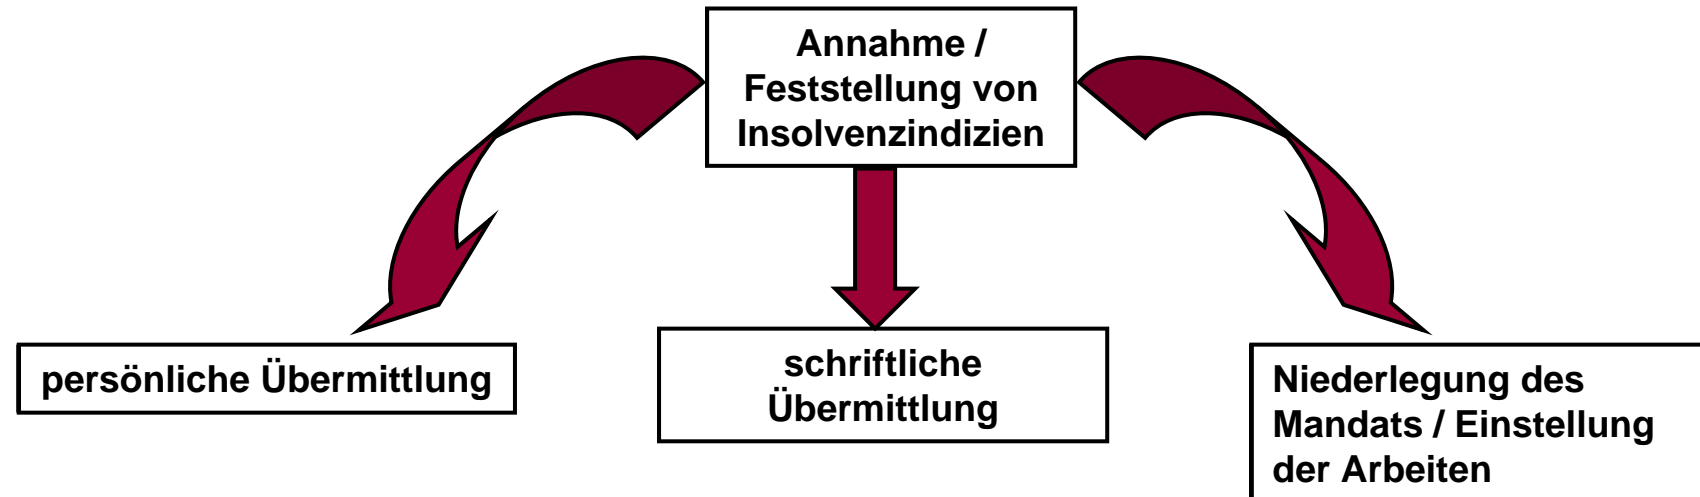 Annahme /
Feststellung von
Insolvenzindizien
persönliche Übermittlung
schriftliche
Übermittlung
Niederlegung des
Mandats / Einstellung
der Arbeiten